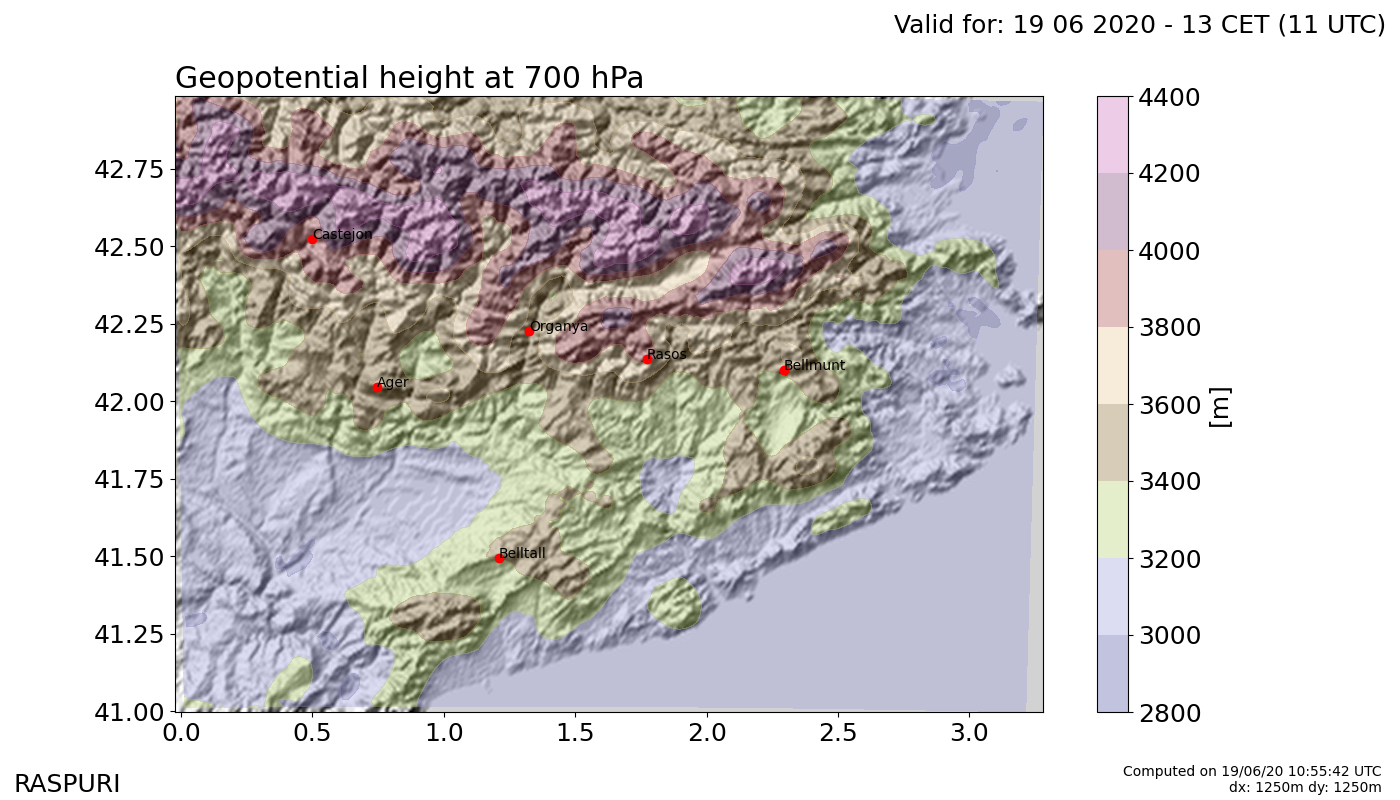 Valid for: 19 06 2020 - 13 CET (11 UTC)
Geopotential height at 700 hPa
4400
4200
4000
3800
3600
3400
3200
3000
2800
[m]
42.75
42.50
42.25
42.00
41.75
41.50
41.25
41.00
Castejon
Organya
Rasos
Bellmunt
Ager
Belltall
0.0 0.5 1.0 1.5 2.0 2.5 3.0
RASPURI
Computed on 19/06/20 10:55:42 UTC
dx: 1250m dy: 1250m